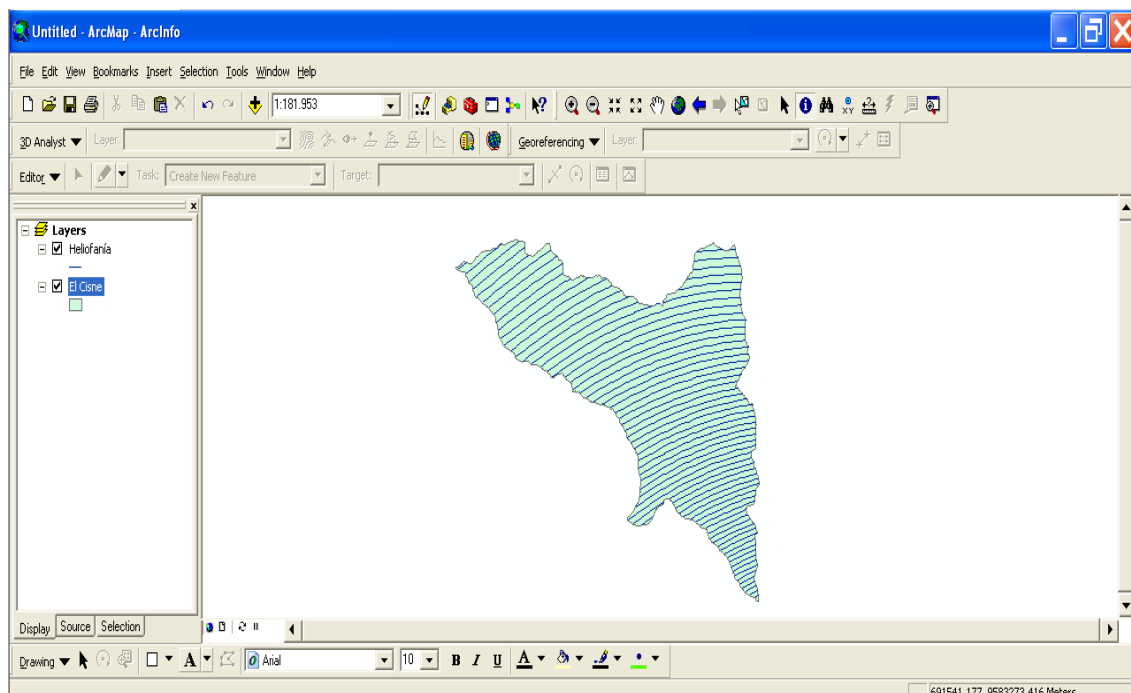 Untitled - ArcMap - ArcInfo
File Edit View Bookmarks Insert Selection Tools Window Help
1:181.953
3D Analyst Layer: Georeferencing Layer:
Editor Task: Create New Feature Target:
Layers
Heliofanía
El Cisne
Display Source Selection
Drawing A Arial 10 B I U A
691541,177 9583273,416 Meters